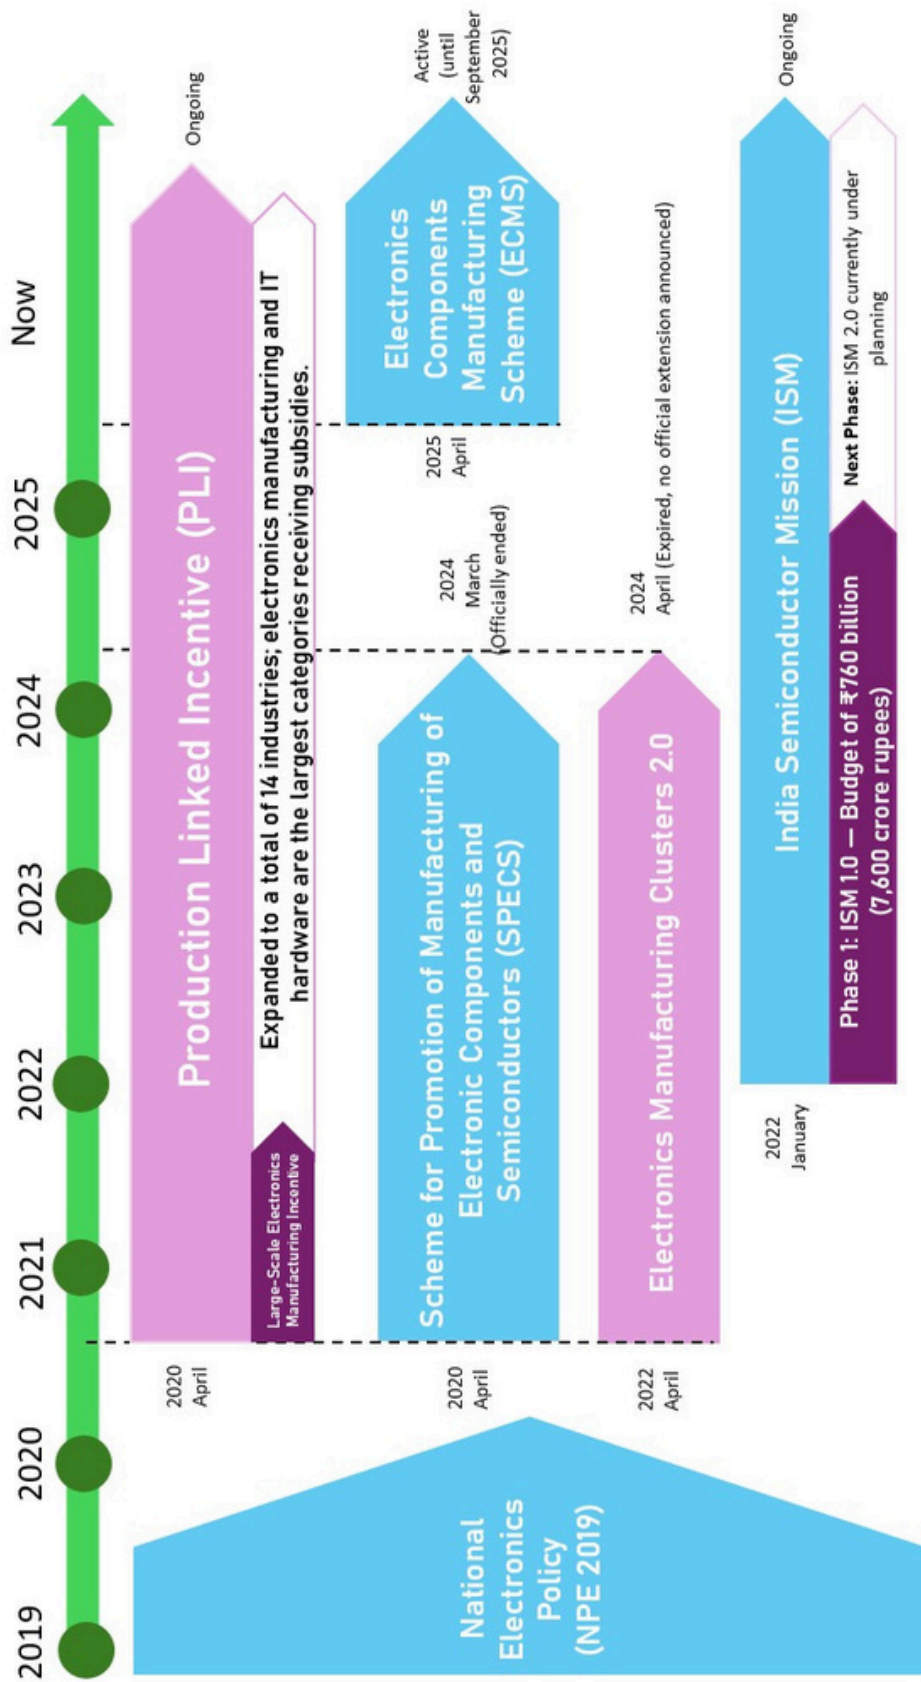 2019
2020
2021
2022
2023
2024
2025
Now
National
Electronics
Policy
(NPE 2019)
2020
April
Production Linked Incentive (PLI)
Ongoing
Large-Scale Electronics
Manufacturing Incentive
Expanded to a total of 14 industries; electronics manufacturing and IT
hardware are the largest categories receiving subsidies.
2020
April
Scheme for Promotion of Manufacturing of
Electronic Components and
Semiconductors (SPECS)
2024
March
(Officially ended)
2025
April
Electronics
Components
Manufacturing
Scheme (ECMS)
Active
(until
September
2025)
2022
April
Electronics Manufacturing Clusters 2.0
2024
April (Expired, no official extension announced)
2022
January
India Semiconductor Mission (ISM)
Ongoing
Phase 1: ISM 1.0 — Budget of ₹760 billion
(7,600 crore rupees)
Next Phase: ISM 2.0 currently under
planning